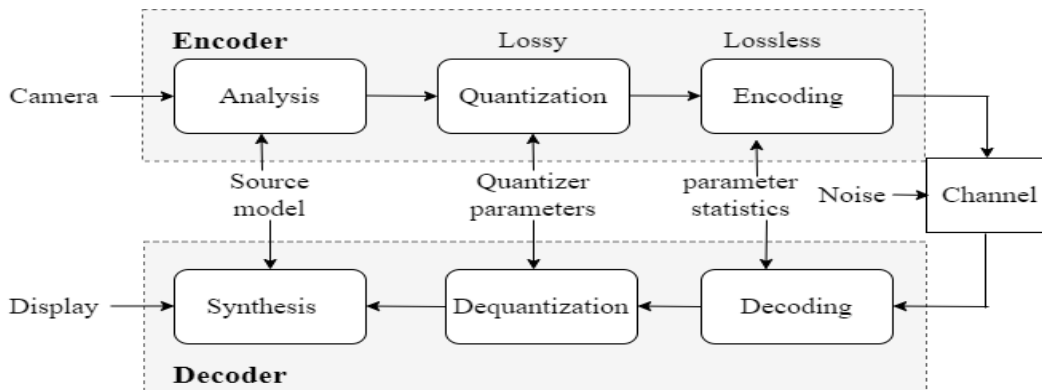 Encoder
Lossy
Lossless
Camera
Analysis
Quantization
Encoding
Source
model
Quantizer
parameters
parameter
statistics
Noise
Channel
Display
Synthesis
Dequantization
Decoding
Decoder